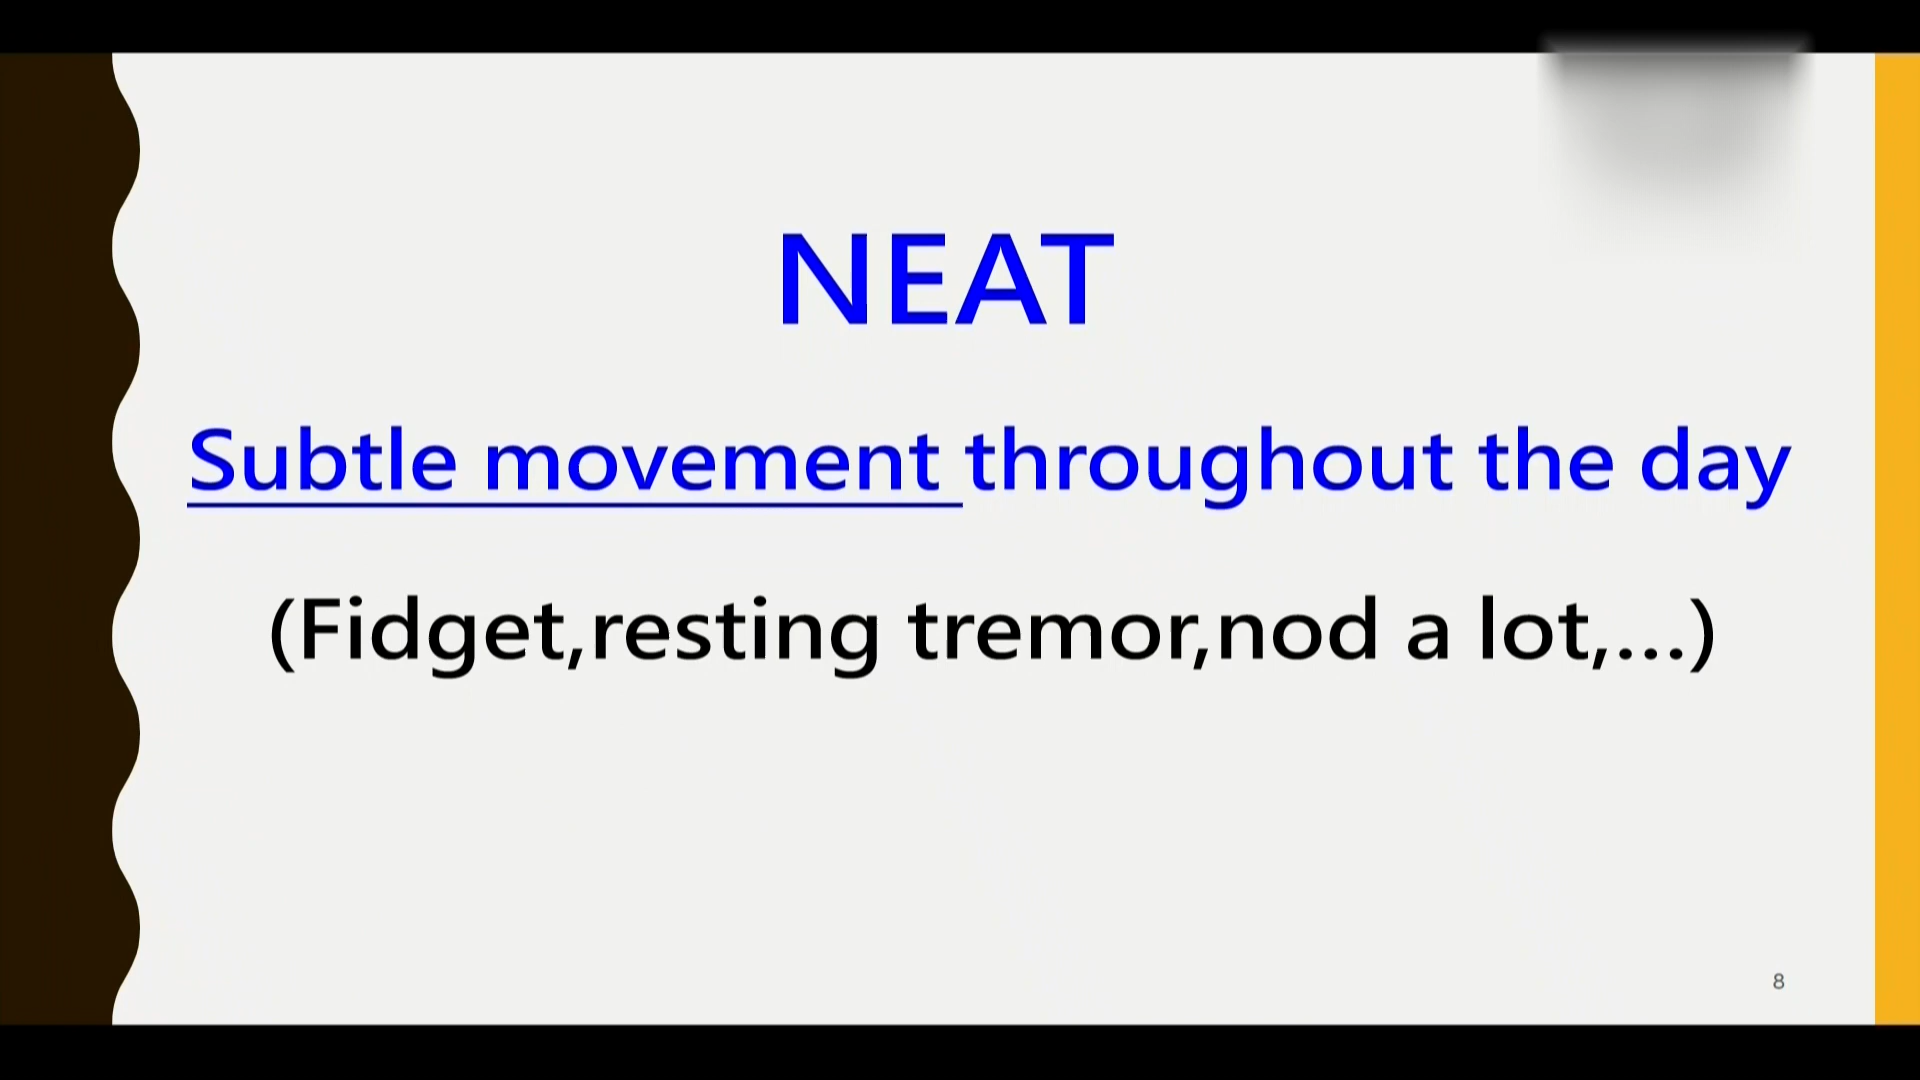 NEAT
Subtle movement throughout the day
(Fidget,resting tremor,nod a lot,...)
8